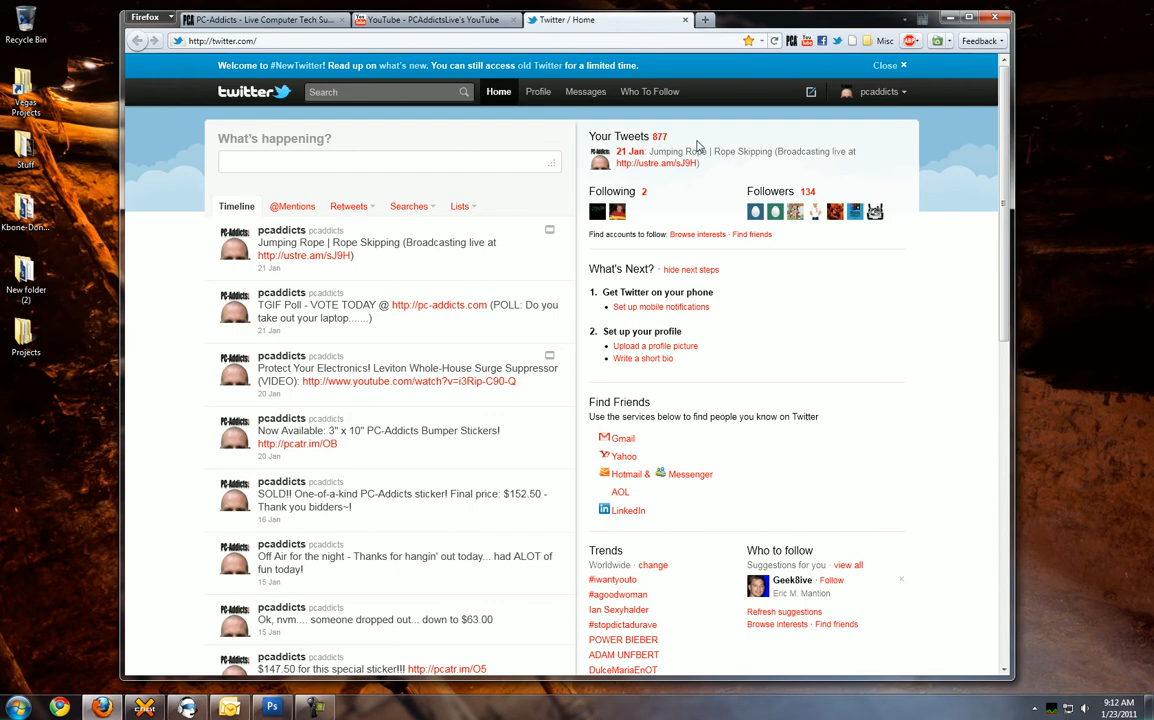 Recycle Bin
Vegas
Projects
Stuff
Kbone-Don...
New folder
(2)
Projects
Firefox
PC-Addicts - Live Computer Tech Su...
YouTube - PCAddictsLive's YouTube
Twitter / Home
http://twitter.com/
Misc
ABP
Feedback
Welcome to #NewTwitter! Read up on what's new. You can still access old Twitter for a limited time.
Close
twitter
Search
Home
Profile
Messages
Who To Follow
pcaddicts
What's happening?
Timeline
@Mentions
Retweets
Searches
Lists
pcaddicts pcaddicts
Jumping Rope | Rope Skipping (Broadcasting live at
http://ustre.am/sJ9H)
21 Jan
pcaddicts pcaddicts
TGIF Poll - VOTE TODAY @ http://pc-addicts.com (POLL: Do you
take out your laptop.......)
21 Jan
pcaddicts pcaddicts
Protect Your Electronics! Leviton Whole-House Surge Suppressor
(VIDEO): http://www.youtube.com/watch?v=i3Rip-C90-Q
20 Jan
pcaddicts pcaddicts
Now Available: 3" x 10" PC-Addicts Bumper Stickers!
http://pcatr.im/OB
20 Jan
pcaddicts pcaddicts
SOLD!! One-of-a-kind PC-Addicts sticker! Final price: $152.50 -
Thank you bidders~!
16 Jan
pcaddicts pcaddicts
Off Air for the night - Thanks for hangin' out today... had ALOT of
fun today!
15 Jan
pcaddicts pcaddicts
Ok, nvm.... someone dropped out... down to $63.00
15 Jan
pcaddicts pcaddicts
$147.50 for this special sticker!!! http://pcatr.im/O5
Your Tweets 877
21 Jan: Jumping Rope | Rope Skipping (Broadcasting live at
http://ustre.am/sJ9H)
Following 2
Followers 134
Find accounts to follow: Browse interests · Find friends
What's Next? · hide next steps
1. Get Twitter on your phone
• Set up mobile notifications
2. Set up your profile
• Upload a profile picture
• Write a short bio
Find Friends
Use the services below to find people you know on Twitter
Gmail
Yahoo
Hotmail & Messenger
AOL
LinkedIn
Trends
Worldwide · change
#iwantyouto
#agoodwoman
Ian Sexyhalder
#stopdictadurave
POWER BIEBER
ADAM UNFBERT
DulceMariaEnOT
Who to follow
Suggestions for you · view all
Geek8ive · Follow
Eric M. Mantion
Refresh suggestions
Browse interests · Find friends
chat
Ps
9:12 AM
1/23/2011